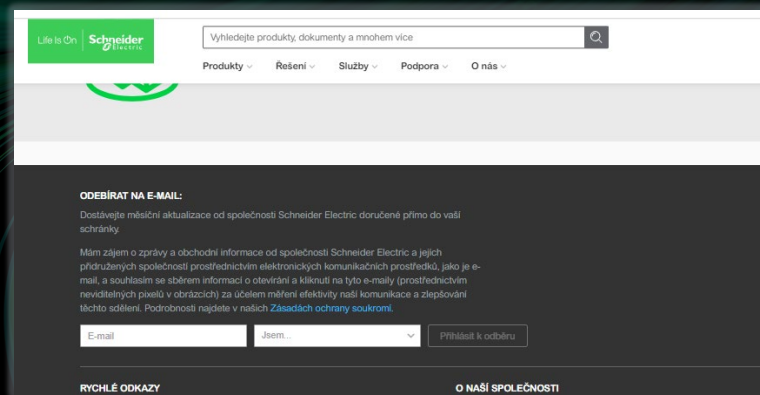 Life Is On Schneider Electric
Vyhledejte produkty, dokumenty a mnohem více
Produkty Řešení Služby Podpora O nás
ODEBÍRAT NA E-MAIL:
Dostávejte měsíční aktualizace od společnosti Schneider Electric doručené přímo do vaší
schránky.
Mám zájem o zprávy a obchodní informace od společnosti Schneider Electric a jejích
přidružených společností prostřednictvím elektronických komunikačních prostředků, jako je e-
mail, a souhlasím se sběrem informací o otevírání a kliknutí na tyto e-maily (prostřednictvím
neviditelných pixelů v obrázcích) za účelem měření efektivity naší komunikace a zlepšování
těchto sdělení. Podrobnosti najdete v našich Zásadách ochrany soukromí.
E-mail Jsem... Přihlásit k odběru
RYCHLÉ ODKAZY O NAŠÍ SPOLEČNOSTI